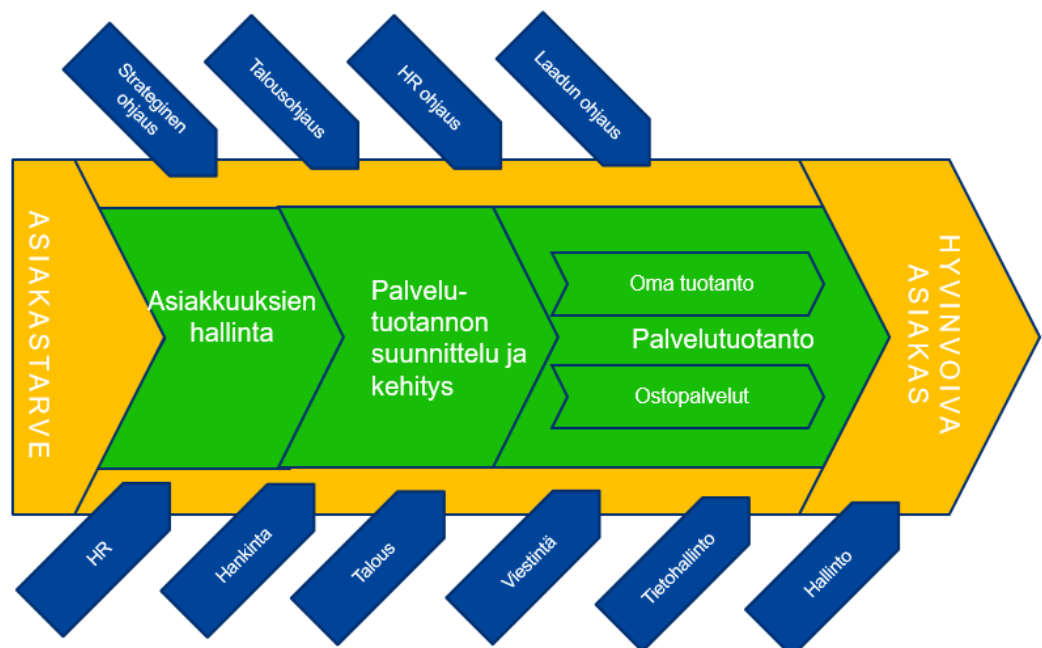 Strateginen
ohjaus
Talousohjaus
HR ohjaus
Laadun ohjaus
ASIAKASTARVE
Asiakkuuksien
hallinta
Palvelu-
tuotannon
suunnittelu ja
kehitys
Oma tuotanto
Palvelutuotanto
Ostopalvelut
HYVINVOIVA
ASIAKAS
HR
Hankinta
Talous
Viestintä
Tietohallinto
Hallinto